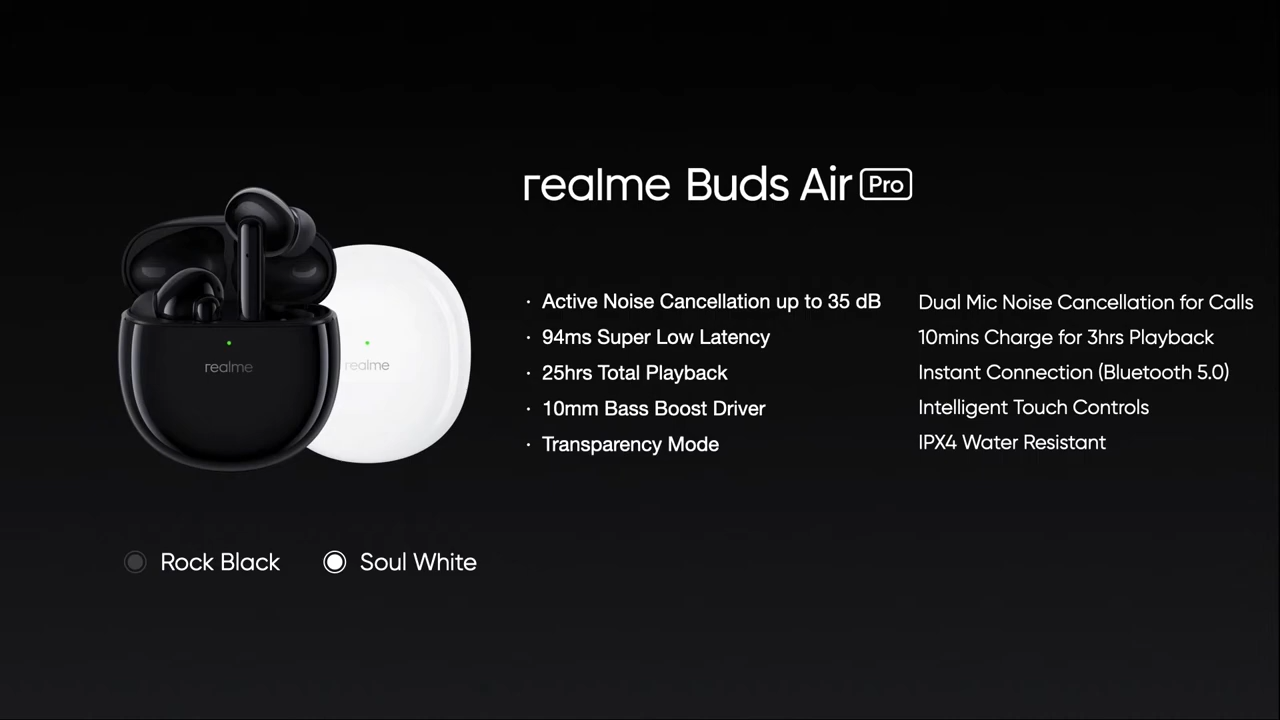 realme Buds Air Pro
· Active Noise Cancellation up to 35 dB
· 94ms Super Low Latency
· 25hrs Total Playback
· 10mm Bass Boost Driver
· Transparency Mode
Dual Mic Noise Cancellation for Calls
10mins Charge for 3hrs Playback
Instant Connection (Bluetooth 5.0)
Intelligent Touch Controls
IPX4 Water Resistant
realme
realme
Rock Black
Soul White